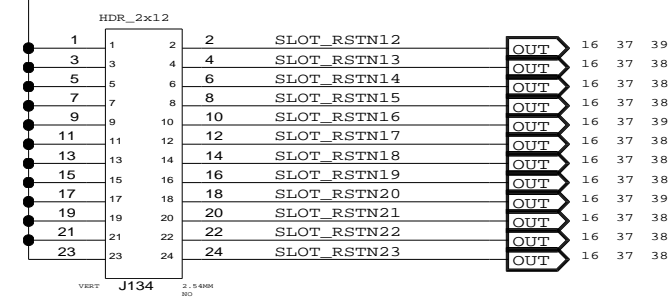 HDR_2x12
1 1 2 2 SLOT_RSTN12 OUT 16 37 39
3 3 4 4 SLOT_RSTN13 OUT 16 37 38
5 5 6 6 SLOT_RSTN14 OUT 16 37 38
7 7 8 8 SLOT_RSTN15 OUT 16 37 38
9 9 10 10 SLOT_RSTN16 OUT 16 37 39
11 11 12 12 SLOT_RSTN17 OUT 16 37 38
13 13 14 14 SLOT_RSTN18 OUT 16 37 38
15 15 16 16 SLOT_RSTN19 OUT 16 37 38
17 17 18 18 SLOT_RSTN20 OUT 16 37 39
19 19 20 20 SLOT_RSTN21 OUT 16 37 38
21 21 22 22 SLOT_RSTN22 OUT 16 37 38
23 23 24 24 SLOT_RSTN23 OUT 16 37 38
VERT J134 2.54MM
NO